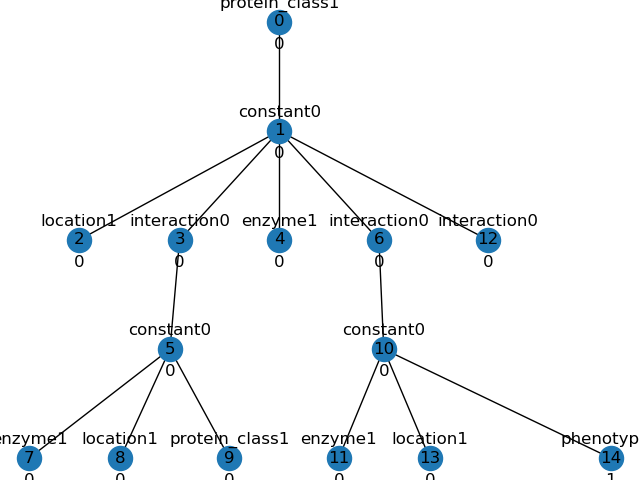 protein_class1
0
0
constant0
1
0
location1 interaction0 enzyme1 interaction0 interaction0
2 3 4 6 12
0 0 0 0 0
constant0 constant0
5 10
0 0
enzyme1 location1 protein_class1 enzyme1 location1 phenotyp
7 8 9 11 13 14
0 0 0 0 0 1